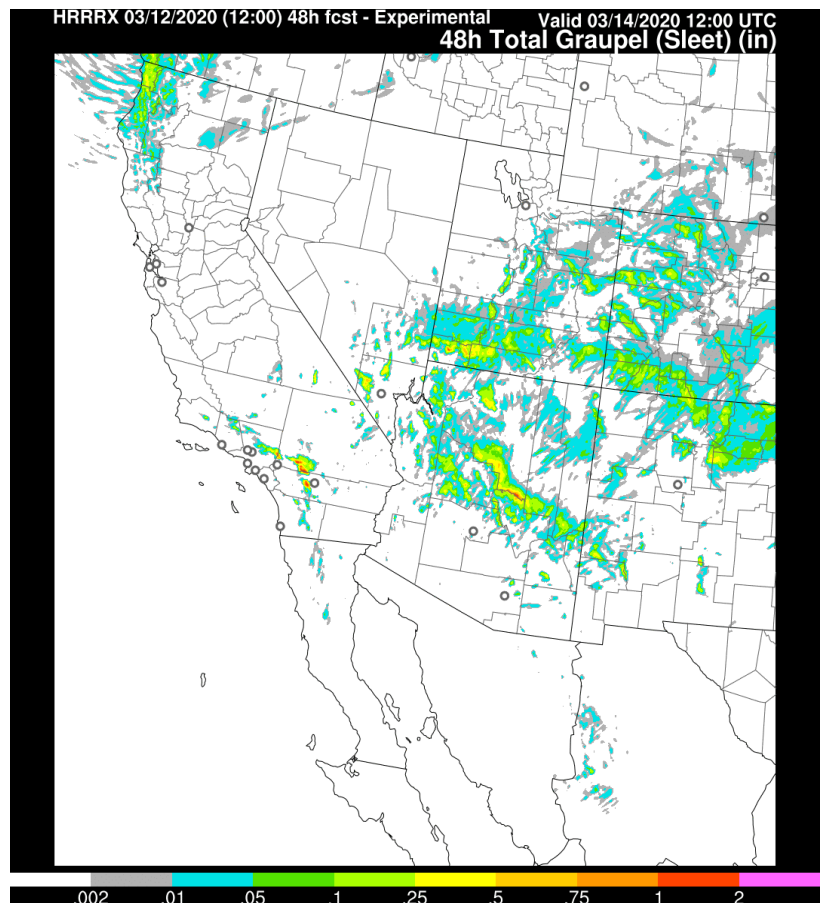 HRRRX 03/12/2020 (12:00) 48h fcst - Experimental Valid 03/14/2020 12:00 UTC
48h Total Graupel (Sleet) (in)
.002 .01 .05 .1 .25 .5 .75 1 2